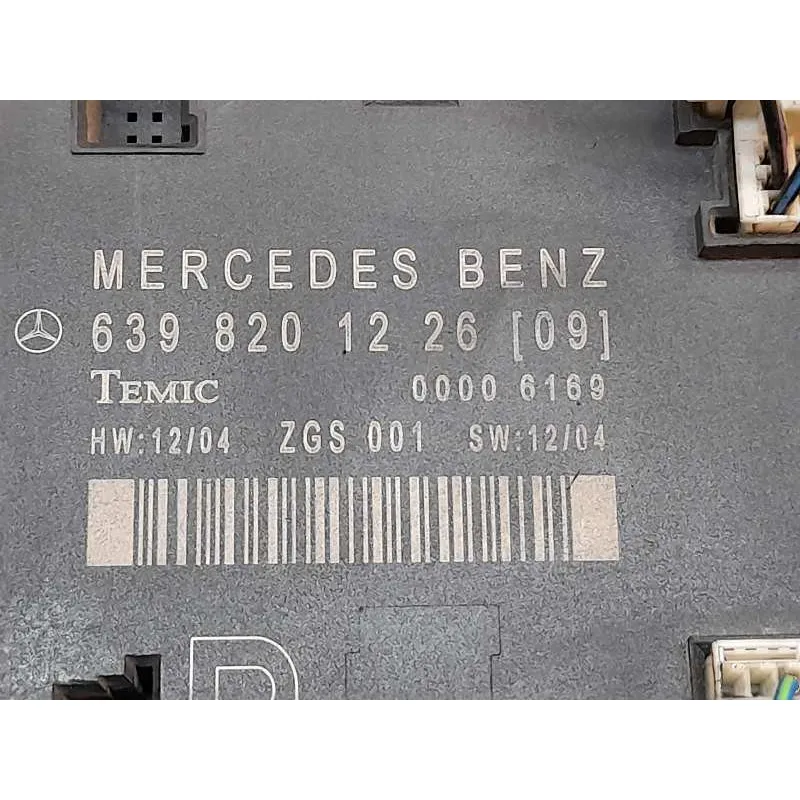 MERCEDES BENZ
639 820 12 26 [09]
TEMIC 0000 6169
HW:12/04 ZGS 001 SW:12/04